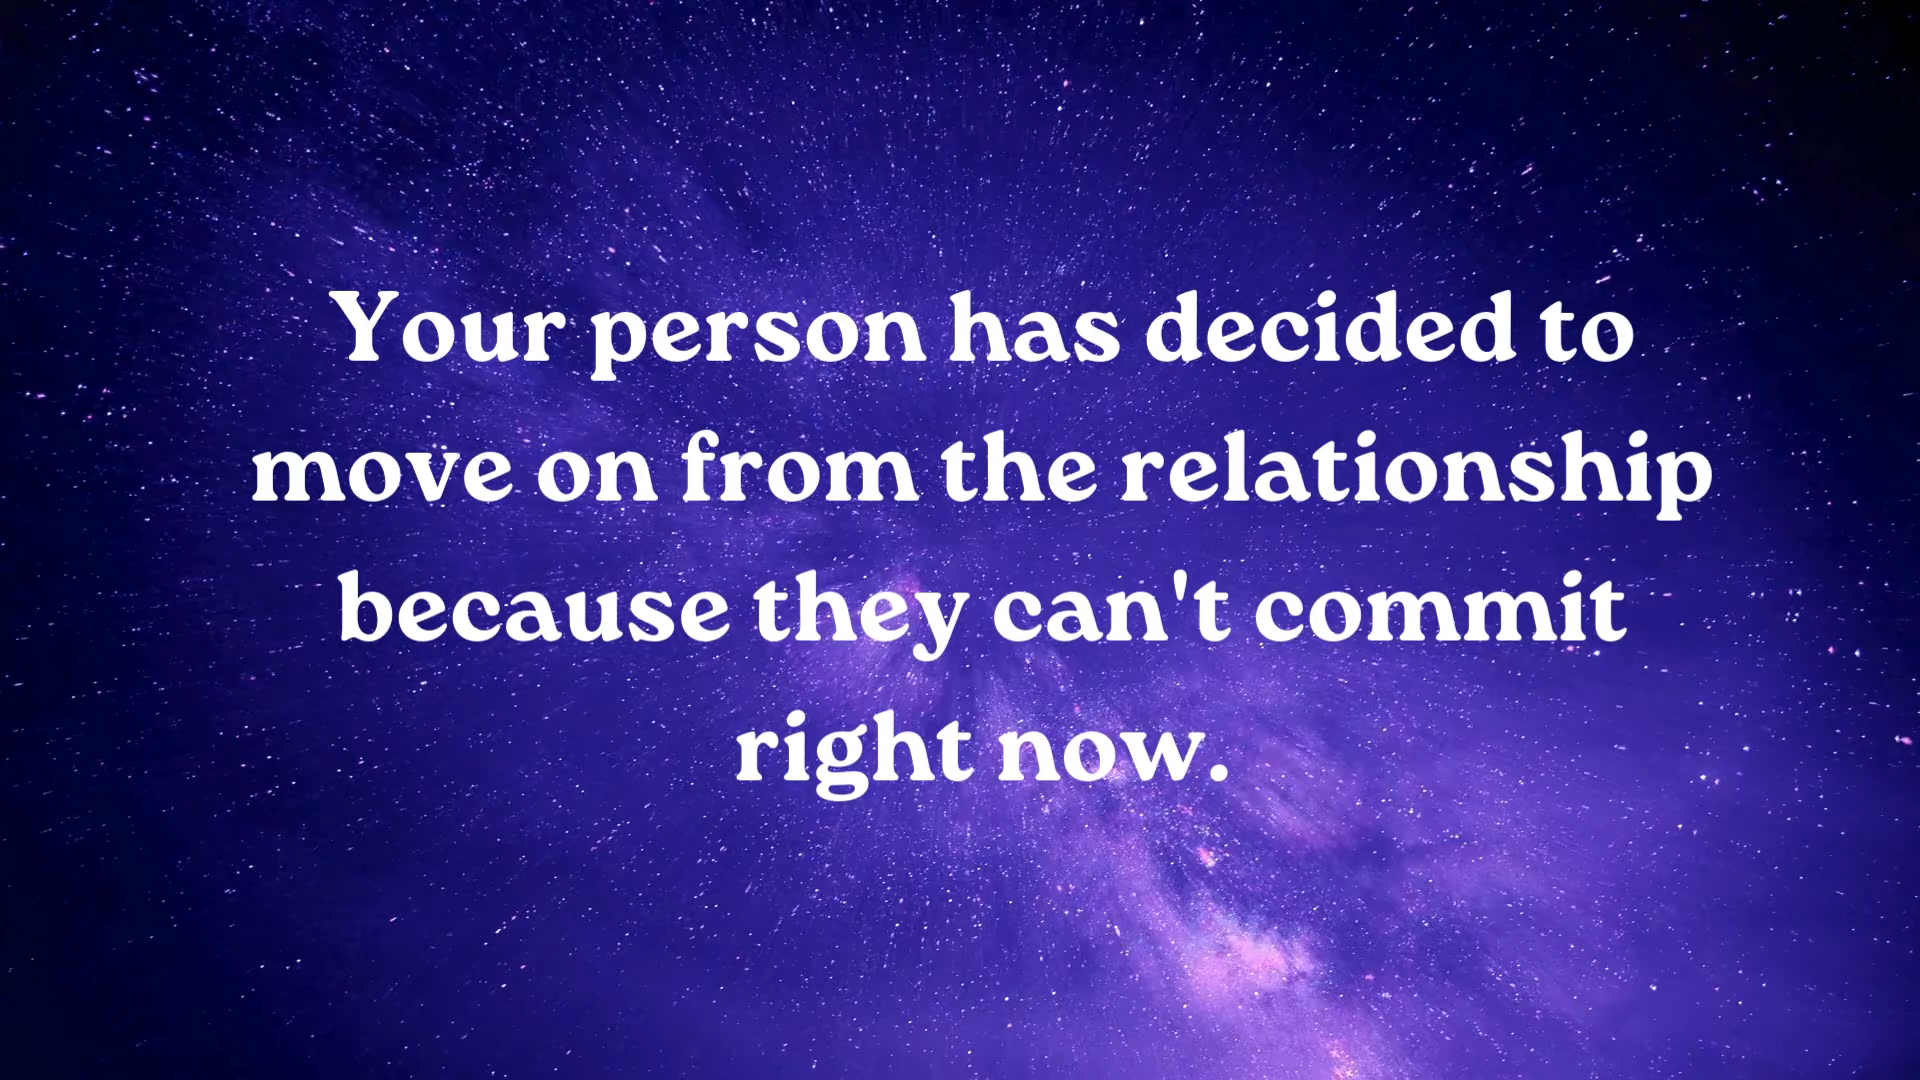 Your person has decided to
move on from the relationship
because they can't commit
right now.